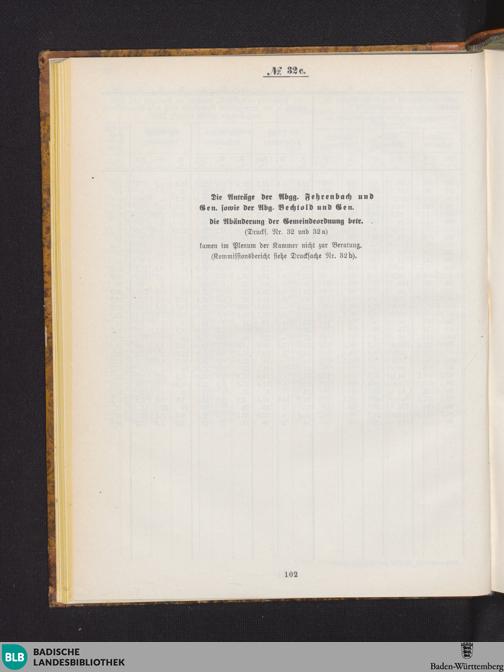 № 32c.
Die Anträge der Abgg. Fehrenbach und
Gen. sowie der Abg. Bechtold und Gen.
die Abänderung der Gemeindeordnung betr.
(Drucks. Nr. 32 und 32a)
kamen im Plenum der Kammer nicht zur Beratung.
(Kommissionsbericht siehe Drucksache Nr. 32b).
102
BLB BADISCHE
LANDESBIBLIOTHEK
Baden-Württemberg